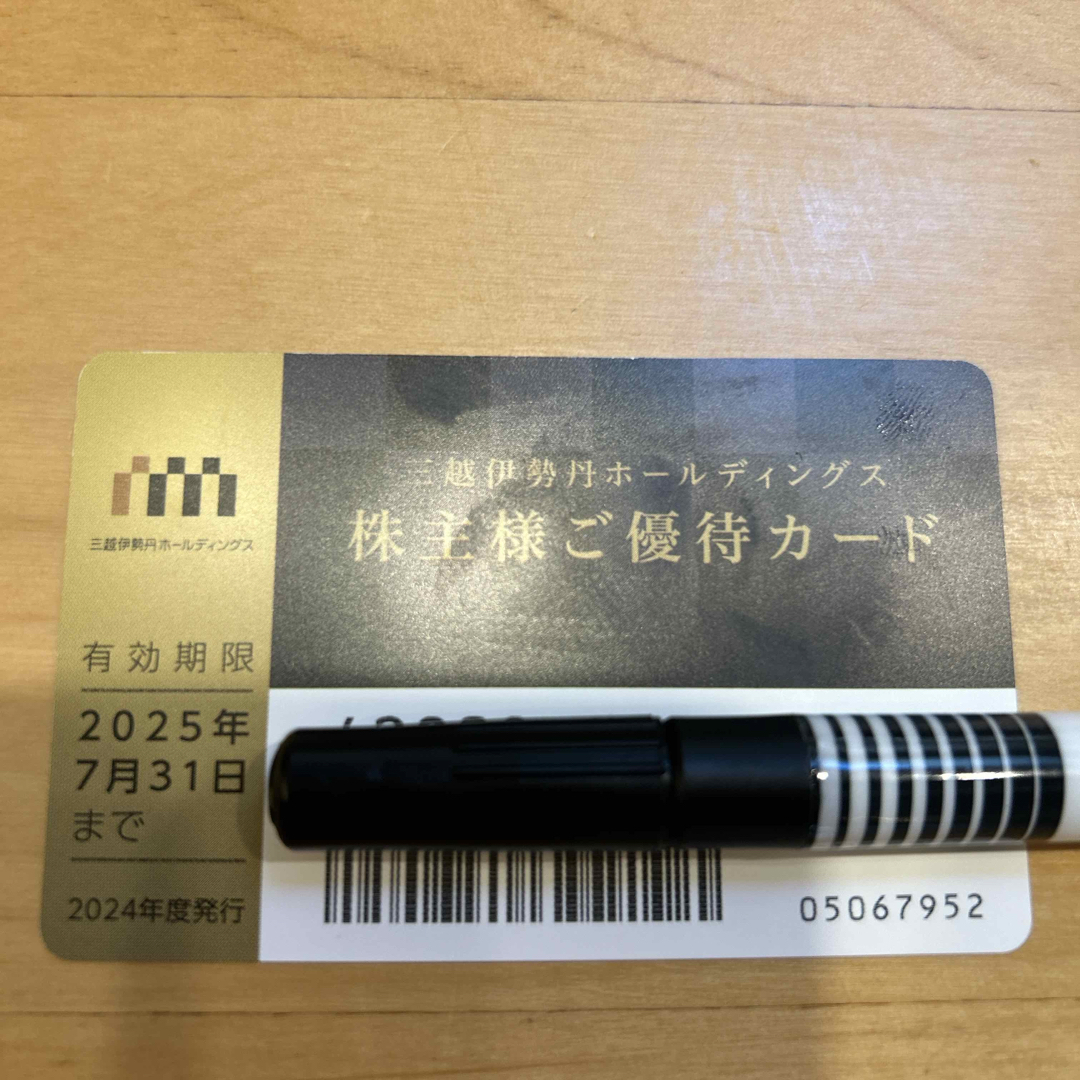 三越伊勢丹ホールディングス
株主様ご優待カード
三越伊勢丹ホールディングス
有効期限
2025年
7月31日
まで
2024年度発行
05067952